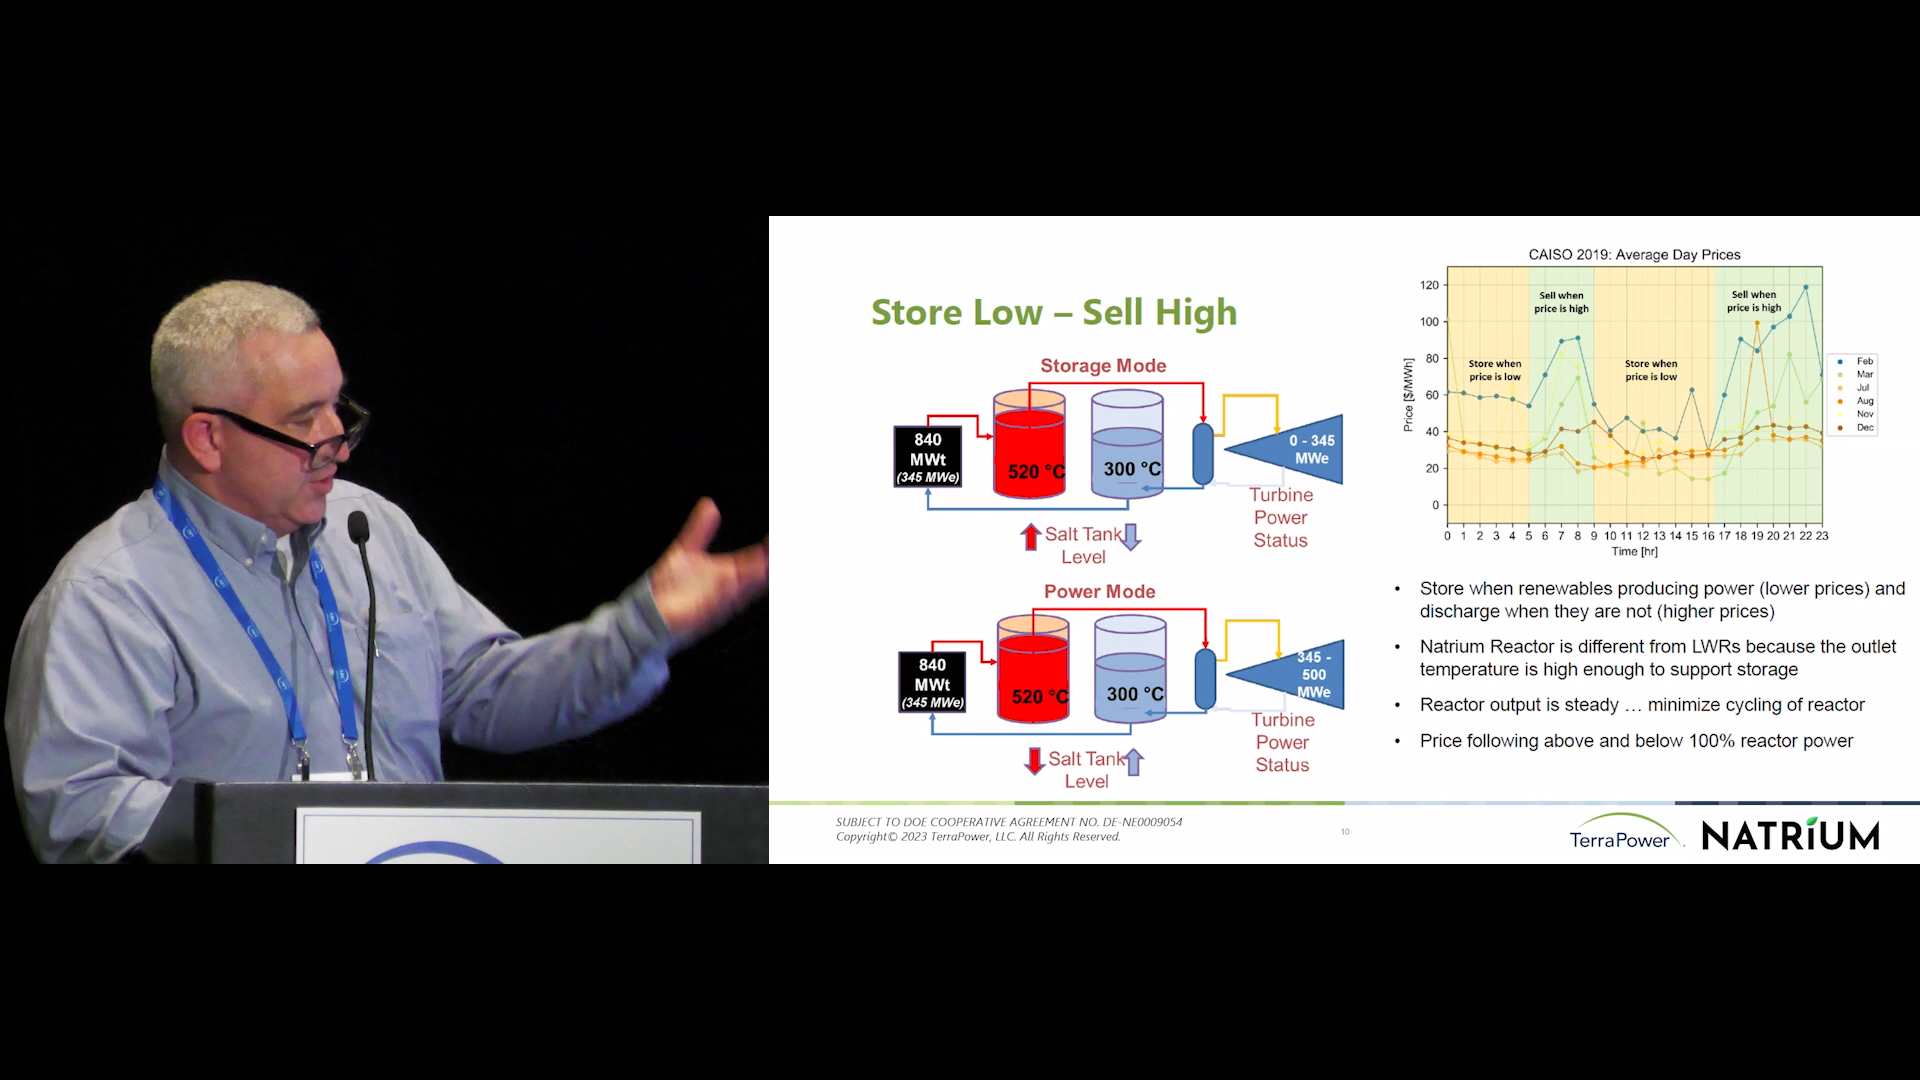 Store Low – Sell High
Storage Mode
840
MWt
(345 MWe)
520 °C
300 °C
0 - 345
MWe
Salt Tank
Level
Turbine
Power
Status
Power Mode
840
MWt
(345 MWe)
520 °C
300 °C
345 -
500
MWe
Salt Tank
Level
Turbine
Power
Status
CAISO 2019: Average Day Prices
Price [$/MWh]
120
100
80
60
40
20
0
Sell when
price is high
Sell when
price is high
Store when
price is low
Store when
price is low
Feb
Mar
Jul
Aug
Nov
Dec
0 1 2 3 4 5 6 7 8 9 10 11 12 13 14 15 16 17 18 19 20 21 22 23
Time [hr]
• Store when renewables producing power (lower prices) and
discharge when they are not (higher prices)
• Natrium Reactor is different from LWRs because the outlet
temperature is high enough to support storage
• Reactor output is steady … minimize cycling of reactor
• Price following above and below 100% reactor power
SUBJECT TO DOE COOPERATIVE AGREEMENT NO. DE-NE0009054
Copyright© 2023 TerraPower, LLC. All Rights Reserved.
10
TerraPower
NATRIUM